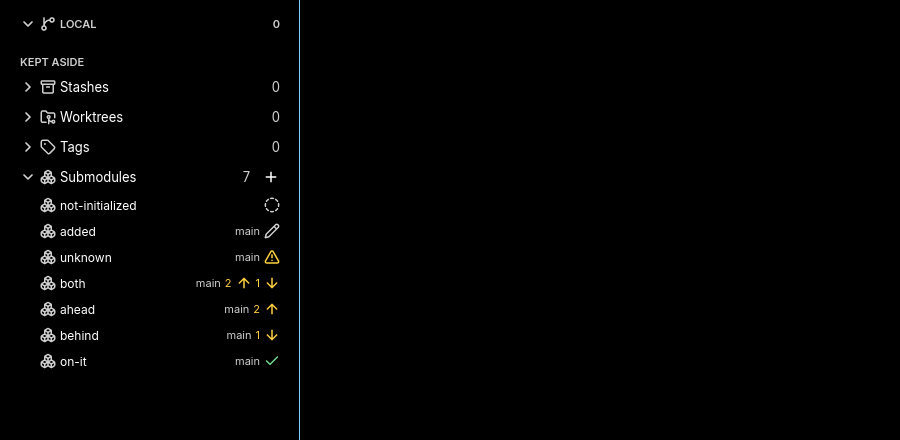 LOCAL 0
KEPT ASIDE
Stashes 0
Worktrees 0
Tags 0
Submodules 7
not-initialized
added main
unknown main
both main 2 1
ahead main 2
behind main 1
on-it main